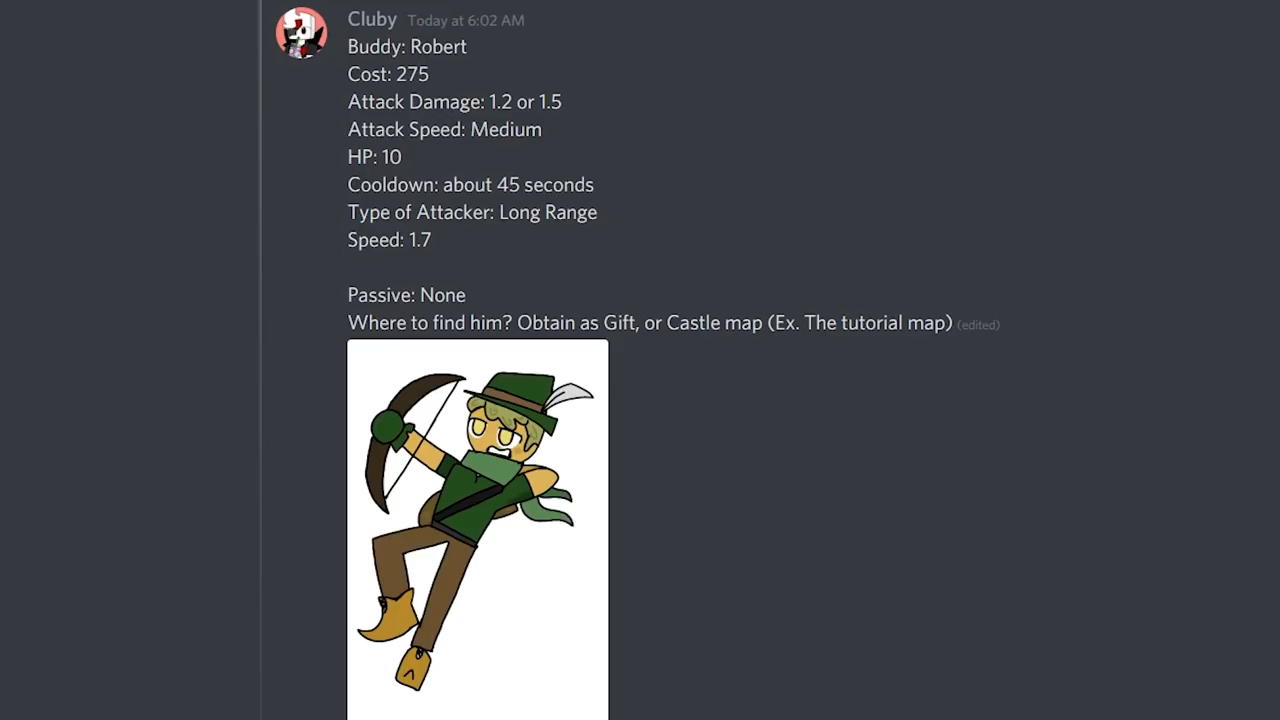 Cluby Today at 6:02 AM
Buddy: Robert
Cost: 275
Attack Damage: 1.2 or 1.5
Attack Speed: Medium
HP: 10
Cooldown: about 45 seconds
Type of Attacker: Long Range
Speed: 1.7
Passive: None
Where to find him? Obtain as Gift, or Castle map (Ex. The tutorial map) (edited)